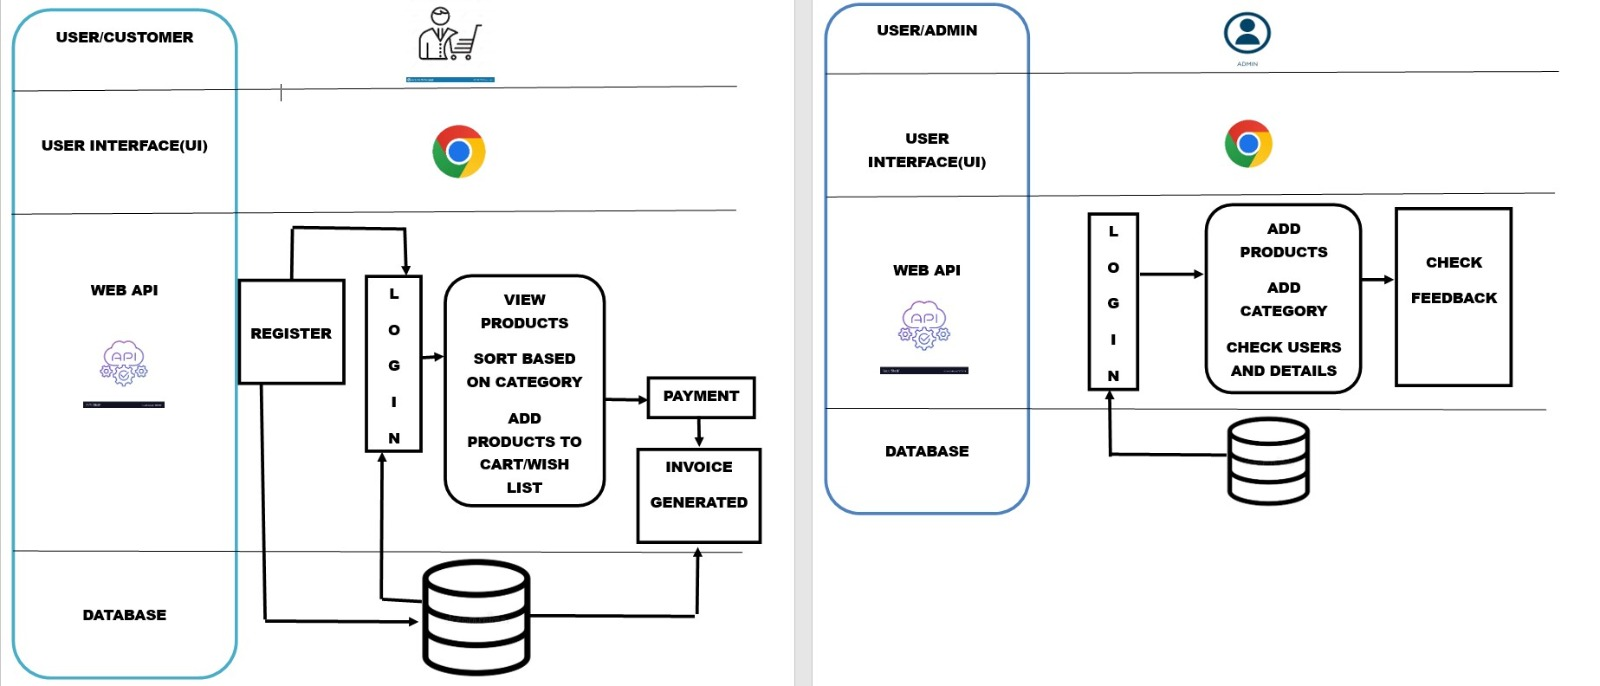 USER/CUSTOMER
USER INTERFACE(UI)
WEB API
API
REGISTER
L
O
G
I
N
VIEW
PRODUCTS
SORT BASED
ON CATEGORY
ADD
PRODUCTS TO
CART/WISH
LIST
PAYMENT
INVOICE
GENERATED
DATABASE
USER/ADMIN
ADMIN
USER
INTERFACE(UI)
WEB API
API
L
O
G
I
N
ADD
PRODUCTS
ADD
CATEGORY
CHECK USERS
AND DETAILS
CHECK
FEEDBACK
DATABASE